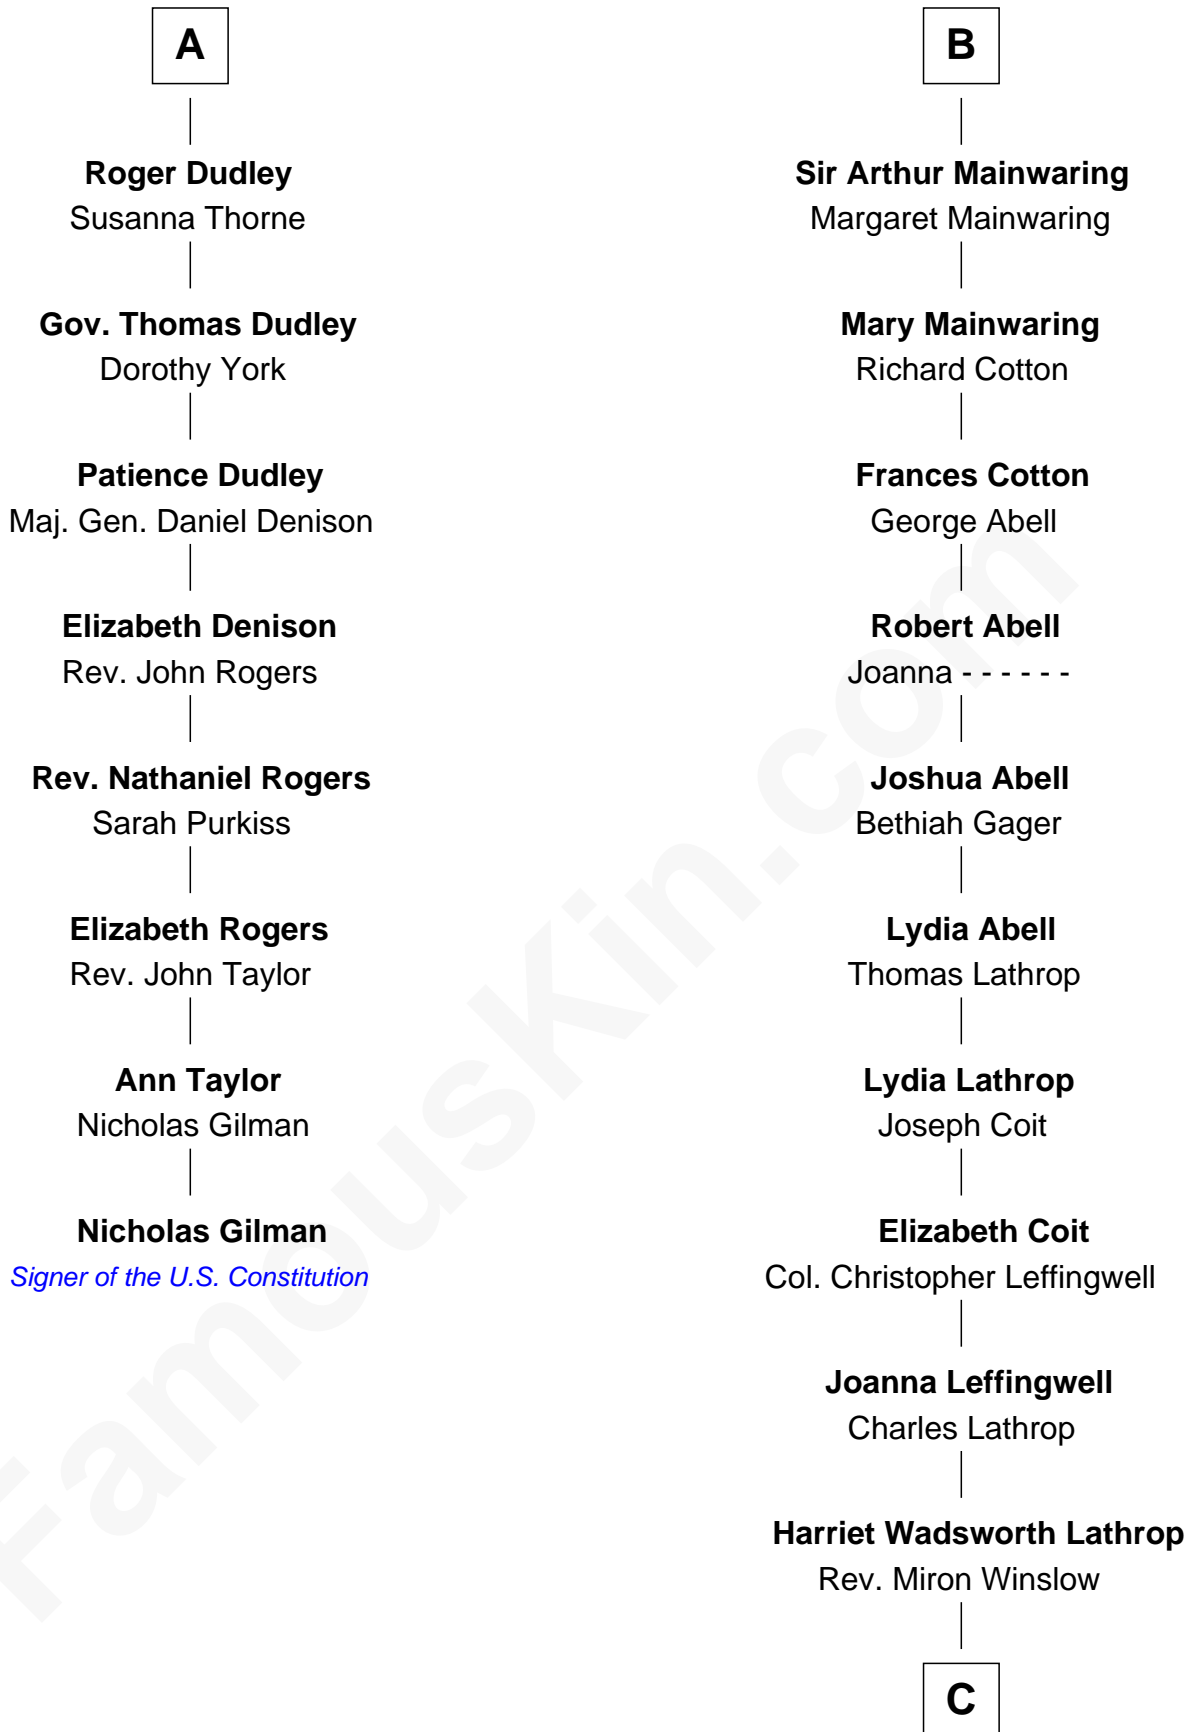 A
Roger Dudley
Susanna Thorne
Gov. Thomas Dudley
Dorothy York
Patience Dudley
Maj. Gen. Daniel Denison
Elizabeth Denison
Rev. John Rogers
Rev. Nathaniel Rogers
Sarah Purkiss
Elizabeth Rogers
Rev. John Taylor
Ann Taylor
Nicholas Gilman
Nicholas Gilman
Signer of the U.S. Constitution
B
Sir Arthur Mainwaring
Margaret Mainwaring
Mary Mainwaring
Richard Cotton
Frances Cotton
George Abell
Robert Abell
Joanna - - - - - -
Joshua Abell
Bethiah Gager
Lydia Abell
Thomas Lathrop
Lydia Lathrop
Joseph Coit
Elizabeth Coit
Col. Christopher Leffingwell
Joanna Leffingwell
Charles Lathrop
Harriet Wadsworth Lathrop
Rev. Miron Winslow
C
FamousKin.com